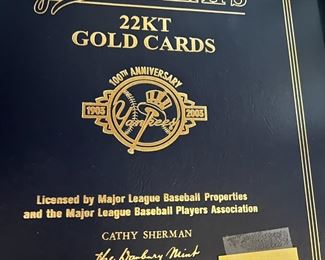 22KT
GOLD CARDS
100TH ANNIVERSARY
1903 Yankees 2003
Licensed by Major League Baseball Properties
and the Major League Baseball Players Association
CATHY SHERMAN
The Danbury Mint